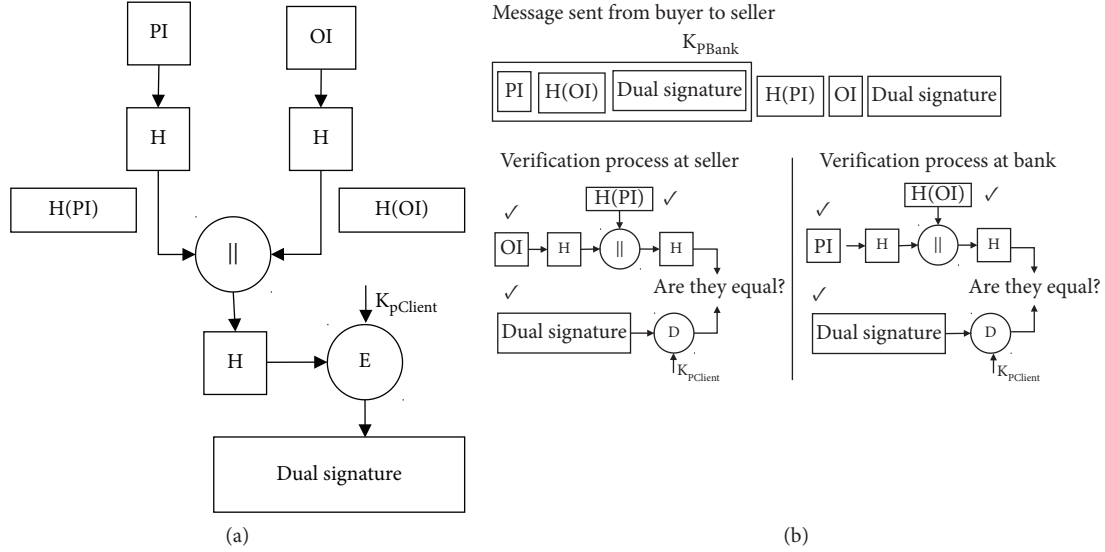 PI
OI
H
H
H(PI)
H(OI)
||
K_pClient
H
E
Dual signature
(a)
Message sent from buyer to seller
K_PBank
PI H(OI) Dual signature H(PI) OI Dual signature
Verification process at seller
✓ H(PI) ✓
OI H || H
Are they equal?
✓
Dual signature D
K_PClient
Verification process at bank
✓ H(OI) ✓
PI H || H
Are they equal?
✓
Dual signature D
K_PClient
(b)